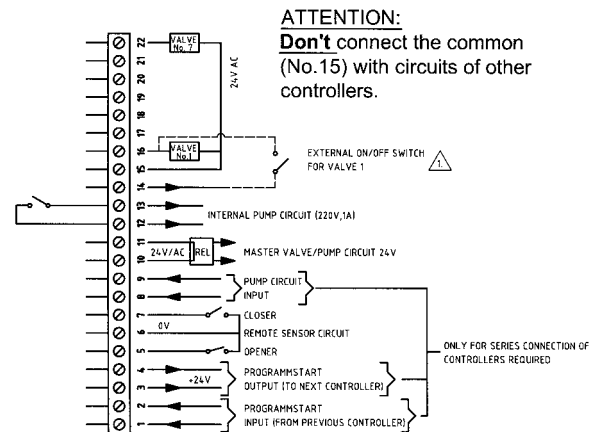 ATTENTION:
Don't connect the common
(No.15) with circuits of other
controllers.
22
VALVE
No. 7
21
20
24V AC
19
18
17
16
VALVE
No.1
15
EXTERNAL ON/OFF SWITCH
FOR VALVE 1
1.
14
13
INTERNAL PUMP CIRCUIT (220V,1A)
12
11
24V/AC
REL
MASTER VALVE/PUMP CIRCUIT 24V
10
9
PUMP CIRCUIT
8
INPUT
7
CLOSER
6
0V
REMOTE SENSOR CIRCUIT
5
OPENER
ONLY FOR SERIES CONNECTION OF
CONTROLLERS REQUIRED
4
+24V
PROGRAMMSTART
3
OUTPUT (TO NEXT CONTROLLER)
2
PROGRAMMSTART
1
INPUT (FROM PREVIOUS CONTROLLER)